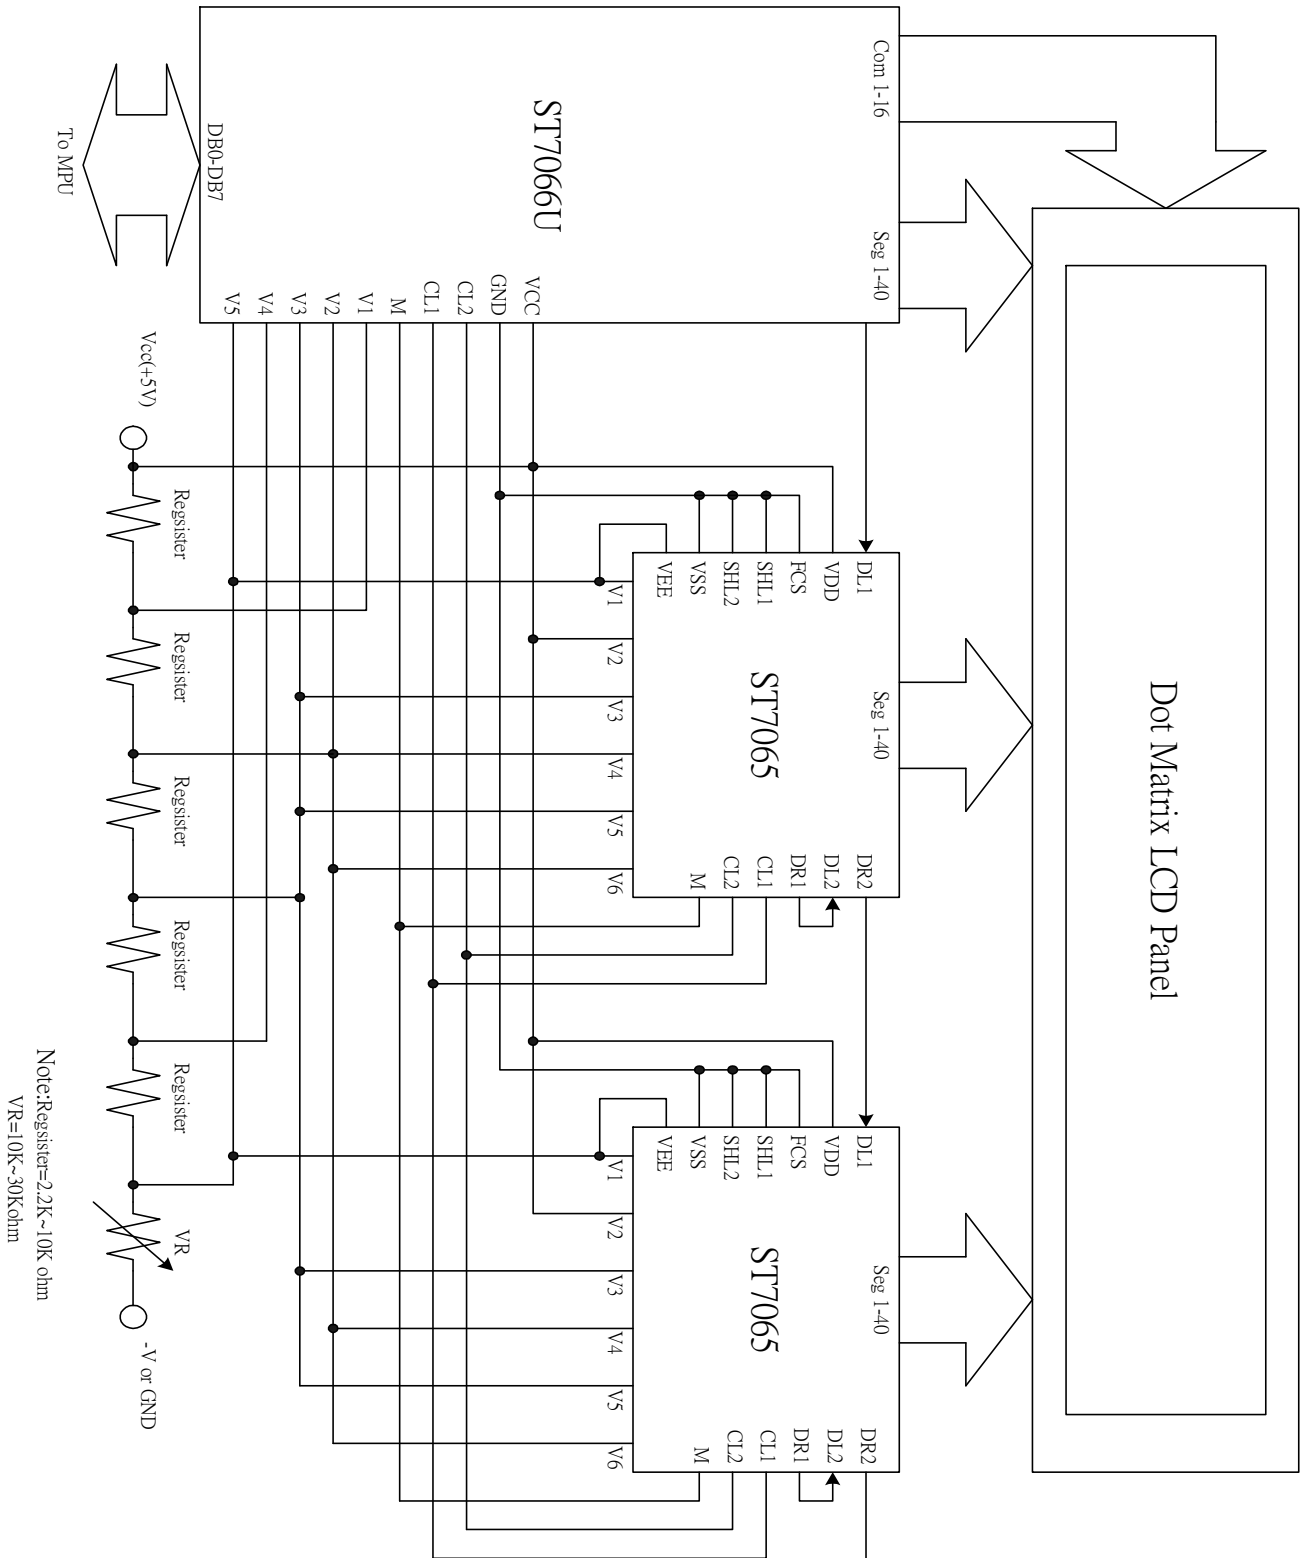 Dot Matrix LCD Panel
Com 1-16
Seg 1-40
Seg 1-40
Seg 1-40
ST7066U
DB0-DB7
To MPU
VCC
GND
CL2
CL1
M
V1
V2
V3
V4
V5
DL1
VDD
FCS
SHL1
SHL2
VSS
VEE
ST7065
V1
V2
V3
V4
V5
V6
DR2
DL2
DR1
CL1
CL2
M
DL1
VDD
FCS
SHL1
SHL2
VSS
VEE
ST7065
V1
V2
V3
V4
V5
V6
DR2
DL2
DR1
CL1
CL2
M
Vcc(+5V)
Regsister
Regsister
Regsister
Regsister
Regsister
VR
-V or GND
Note:Regsister=2.2K~10K ohm
VR=10K~30Kohm